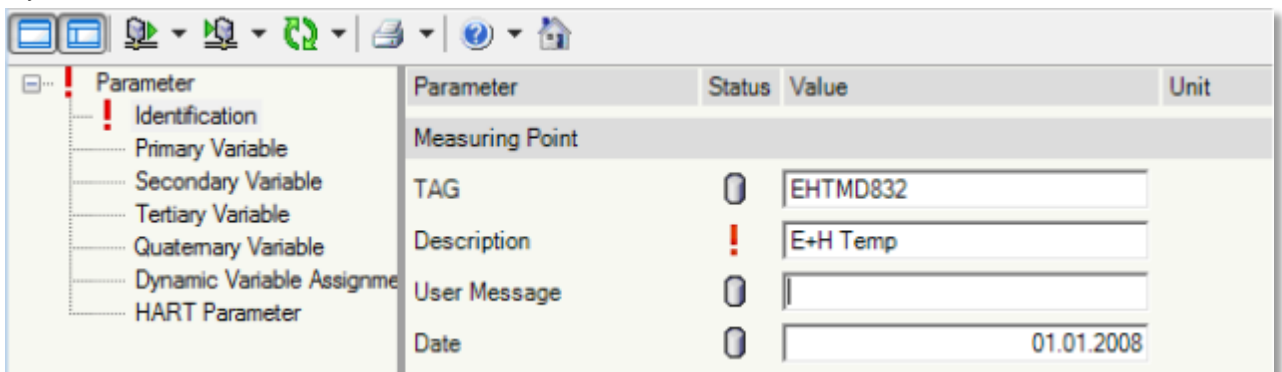 Parameter
Identification
Primary Variable
Secondary Variable
Tertiary Variable
Quaternary Variable
Dynamic Variable Assignme
HART Parameter
Parameter Status Value Unit
Measuring Point
TAG EHTMD832
Description E+H Temp
User Message
Date 01.01.2008